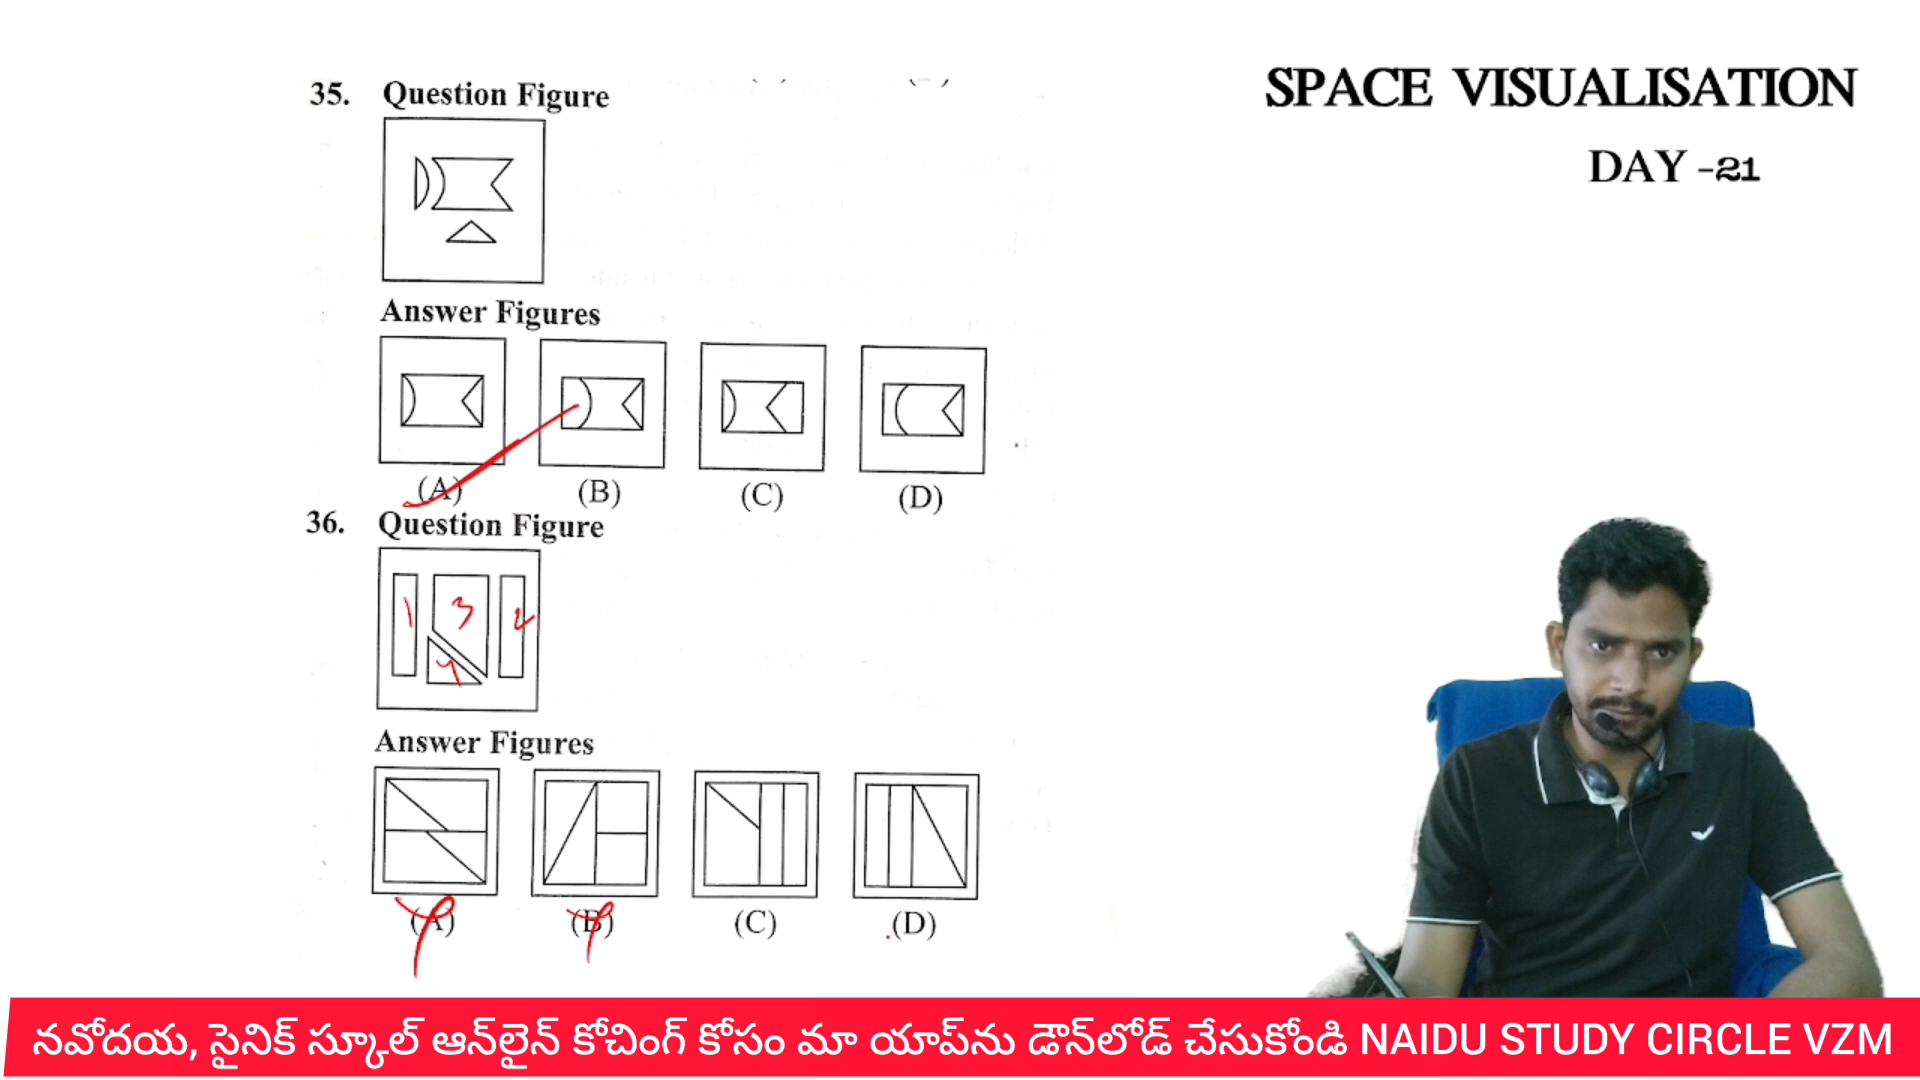 SPACE VISUALISATION
DAY -21
35. Question Figure
Answer Figures
(A) (B) (C) (D)
36. Question Figure
1 3 2
4
Answer Figures
(A) (B) (C) (D)
నవోదయ, సైనిక్ స్కూల్ ఆన్‌లైన్ కోచింగ్ కోసం మా యాప్‌ను డౌన్‌లోడ్ చేసుకోండి NAIDU STUDY CIRCLE VZM